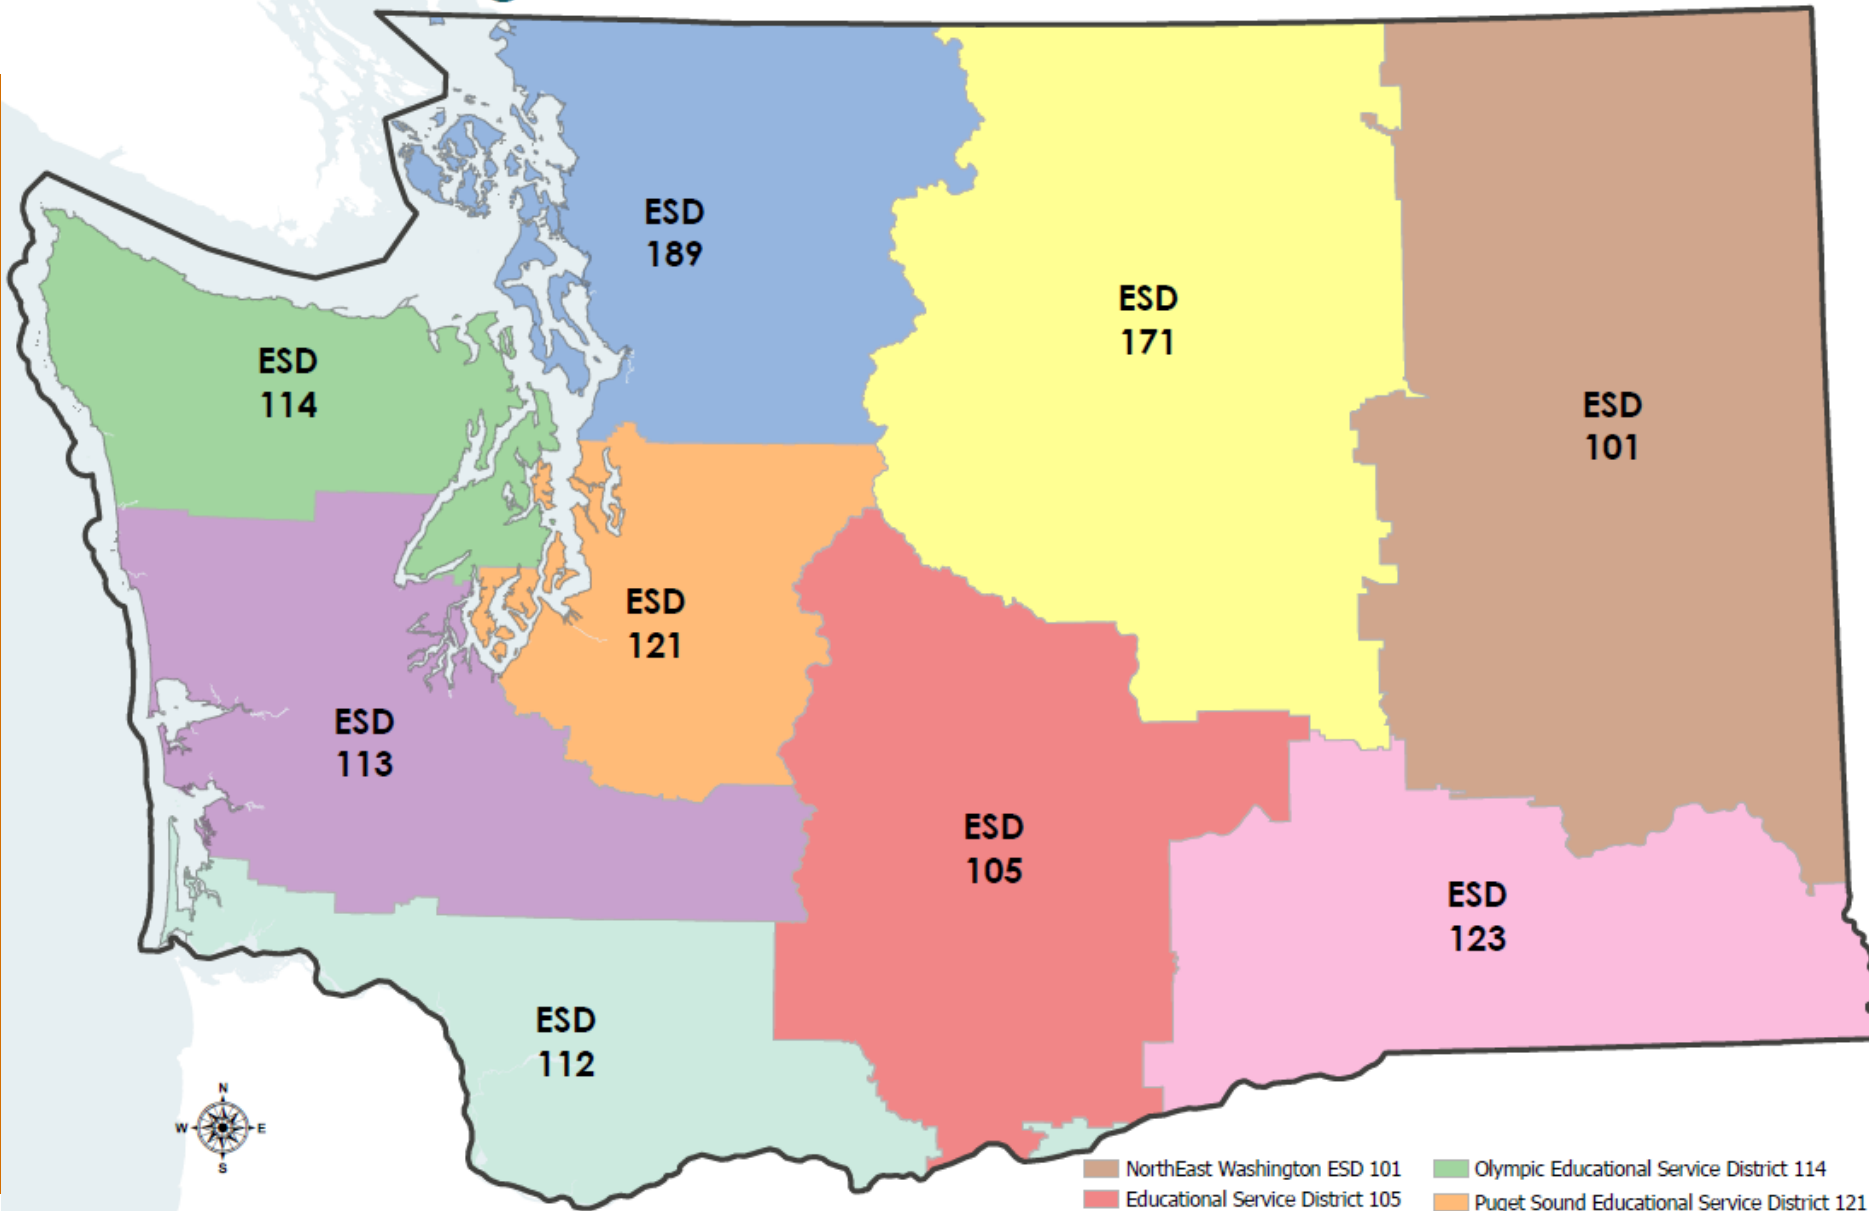 ESD
189
ESD
171
ESD
114
ESD
101
ESD
121
ESD
113
ESD
105
ESD
123
ESD
112
N
W E
S
NorthEast Washington ESD 101
Olympic Educational Service District 114
Educational Service District 105
Puget Sound Educational Service District 121